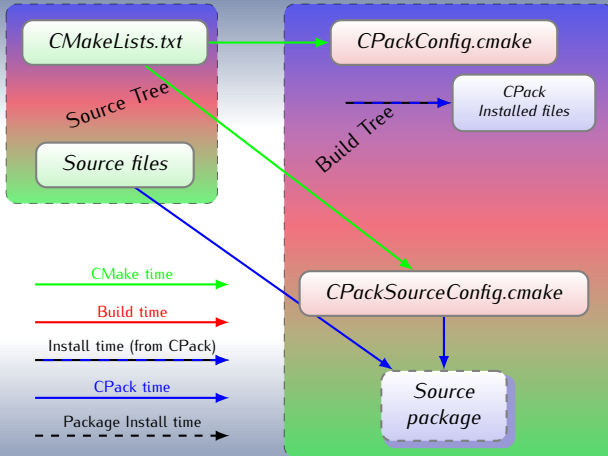 CMakeLists.txt
CPackConfig.cmake
CPack
Installed files
Source Tree
Build Tree
Source files
CMake time
CPackSourceConfig.cmake
Build time
Install time (from CPack)
CPack time
Package Install time
Source
package